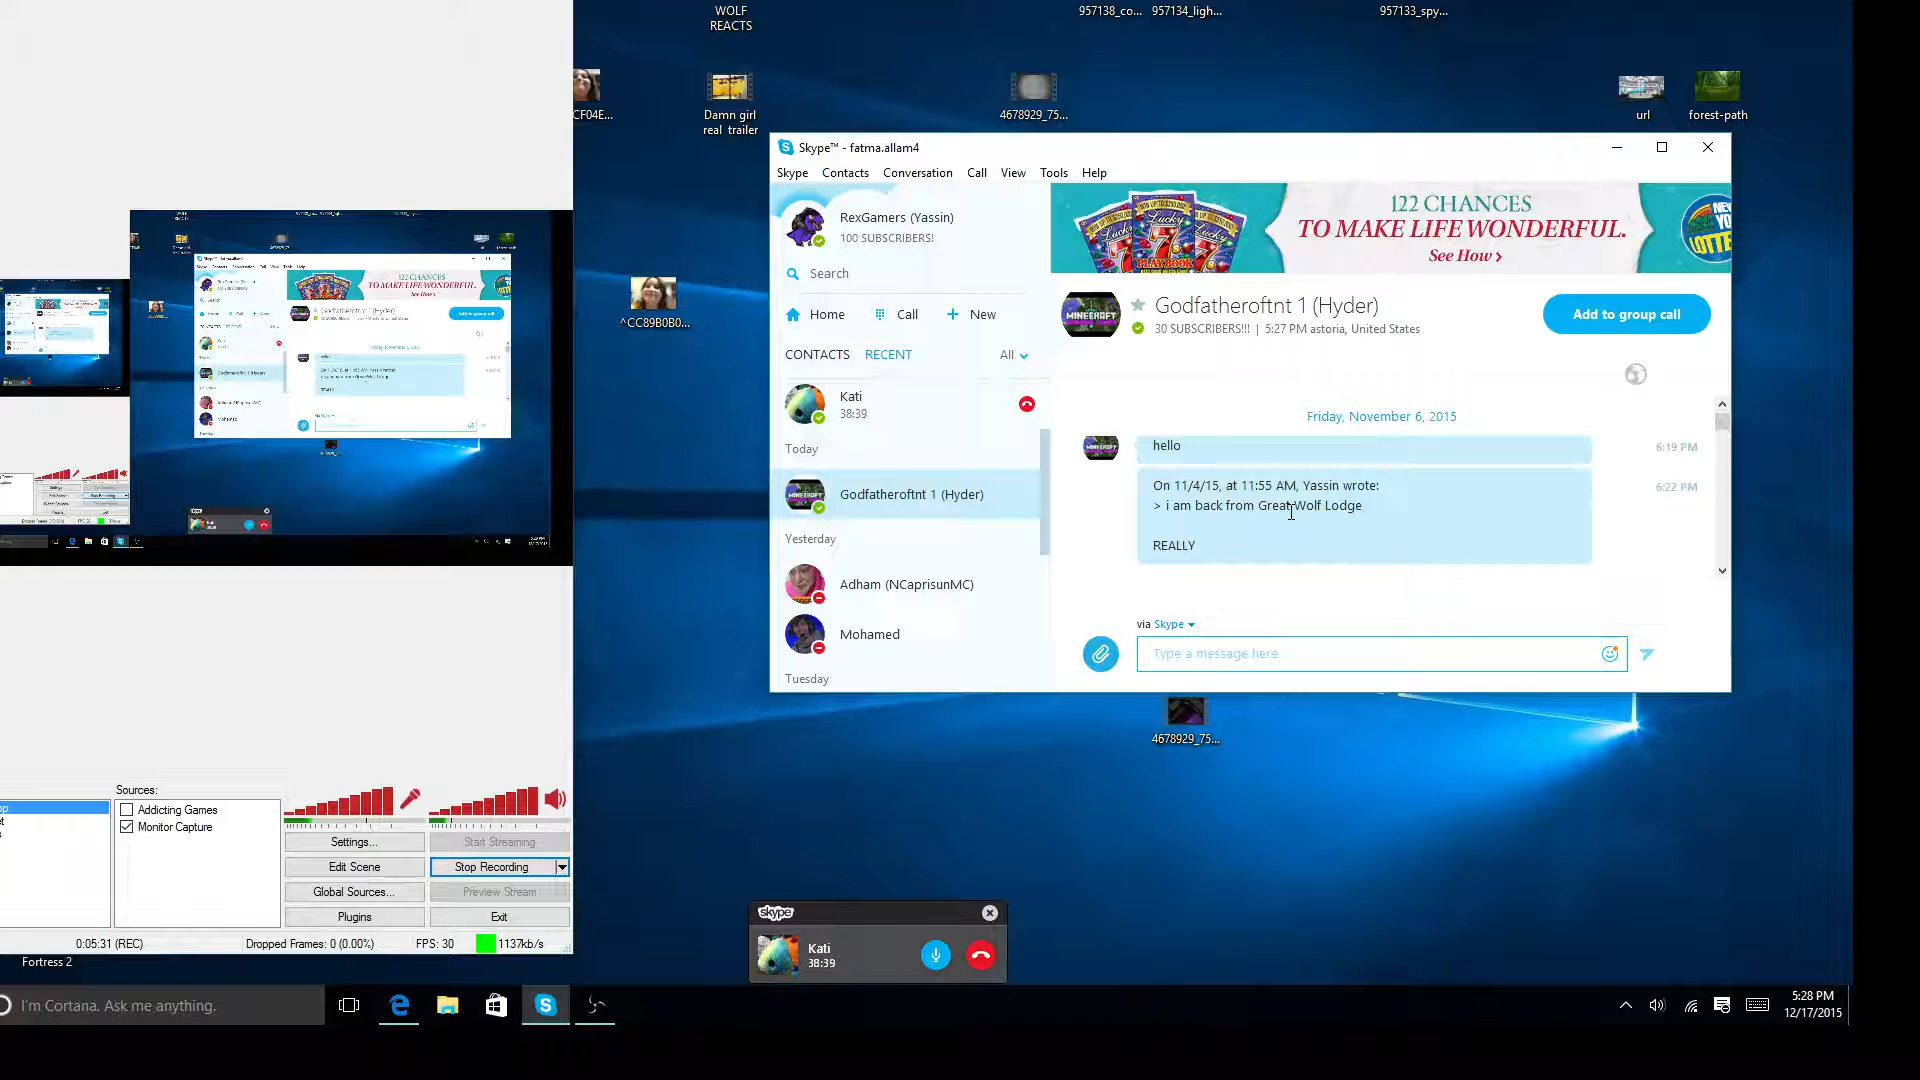 WOLF
REACTS
957138_co...
957134_ligh...
957133_spy...
CF04E...
Damn girl
real trailer
4678929_75...
url
forest-path
^CC89B0B0...
Skype™ - fatma.allam4
Skype Contacts Conversation Call View Tools Help
RexGamers (Yassin)
100 SUBSCRIBERS!
Search
Home Call New
CONTACTS RECENT All
Kati
38:39
Today
Godfatheroftnt 1 (Hyder)
Yesterday
Adham (NCaprisunMC)
Mohamed
Tuesday
Lucky
7
PLAYBOOK
122 CHANCES
TO MAKE LIFE WONDERFUL.
See How >
MINECRAFT
Godfatheroftnt 1 (Hyder)
30 SUBSCRIBERS!!! | 5:27 PM astoria, United States
Add to group call
Friday, November 6, 2015
hello
6:19 PM
On 11/4/15, at 11:55 AM, Yassin wrote:
> i am back from Great Wolf Lodge
REALLY
6:22 PM
via Skype
Type a message here
4678929_75...
Sources:
Addicting Games
Monitor Capture
Settings...
Start Streaming
Edit Scene
Stop Recording
Global Sources...
Preview Stream
Plugins
Exit
0:05:31 (REC)
Dropped Frames: 0 (0.00%)
FPS: 30
1137kb/s
Fortress 2
skype
Kati
38:39
I'm Cortana. Ask me anything.
5:28 PM
12/17/2015